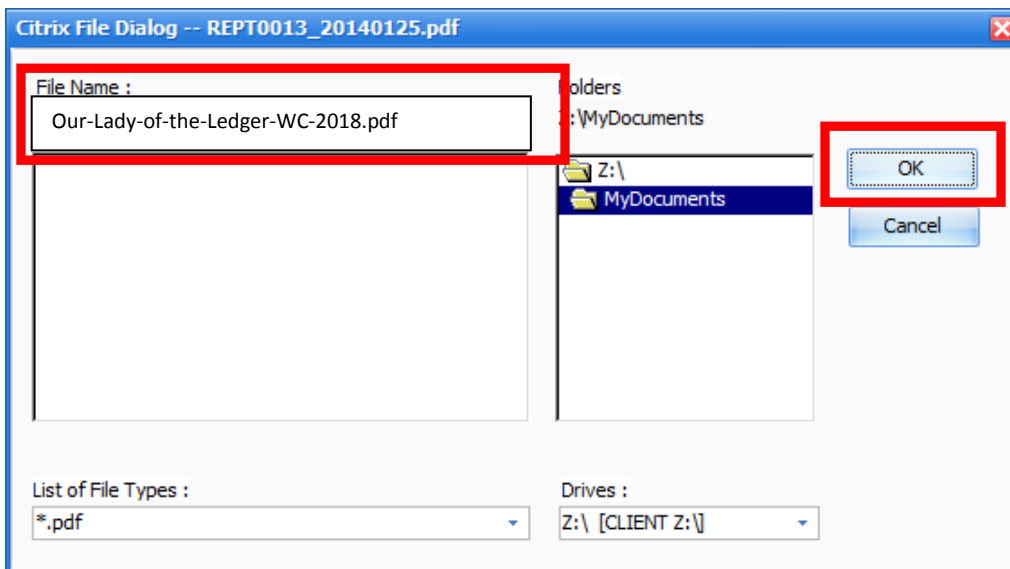 Citrix File Dialog -- REPT0013_20140125.pdf
File Name :
Our-Lady-of-the-Ledger-WC-2018.pdf
olders
:\MyDocuments
Z:\
MyDocuments
OK
Cancel
List of File Types :
*.pdf
Drives :
Z:\ [CLIENT Z:\]